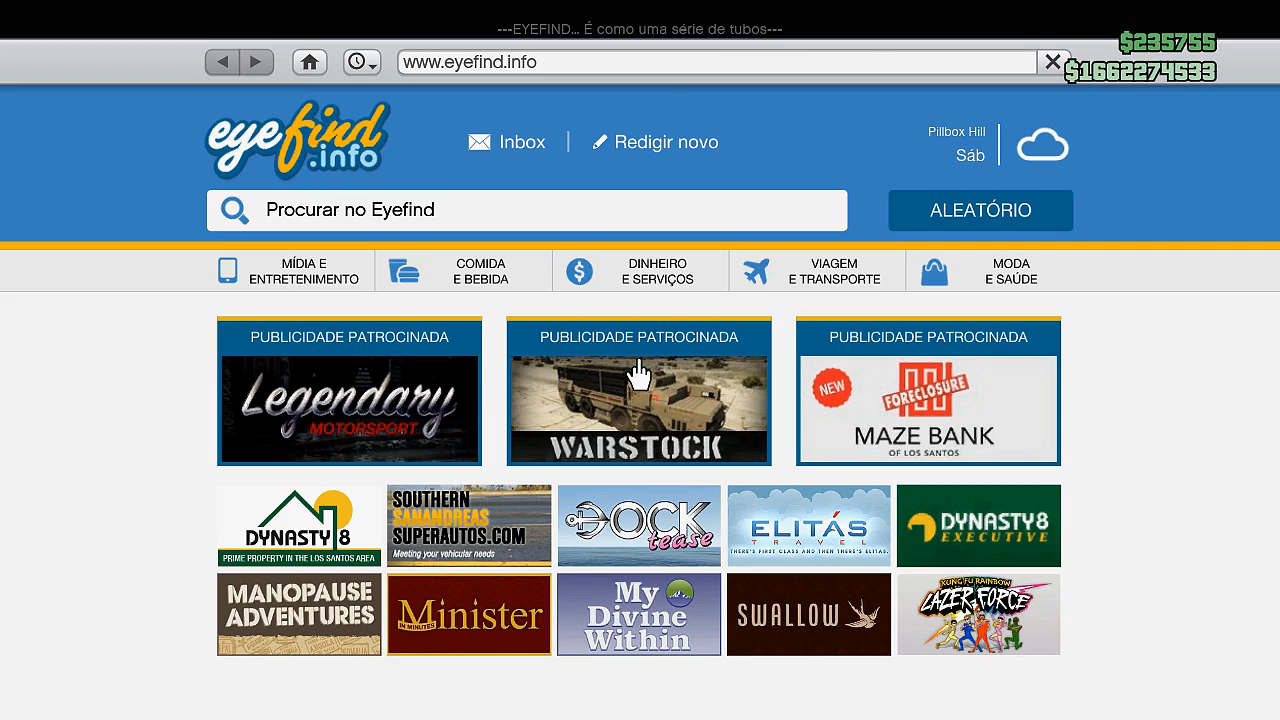 ---EYEFIND... É como uma série de tubos---
$235755
www.eyefind.info
$1662274533
eyefind.info
Inbox
Redigir novo
Pillbox Hill
Sáb
Procurar no Eyefind
ALEATÓRIO
MÍDIA E
ENTRETENIMENTO
COMIDA
E BEBIDA
DINHEIRO
E SERVIÇOS
VIAGEM
E TRANSPORTE
MODA
E SAÚDE
PUBLICIDADE PATROCINADA
Legendary
MOTORSPORT
PUBLICIDADE PATROCINADA
WARSTOCK
PUBLICIDADE PATROCINADA
NEW
FORECLOSURE
MAZE BANK
OF LOS SANTOS
DYNASTY 8
PRIME PROPERTY IN THE LOS SANTOS AREA
SOUTHERN
SANANDREAS
SUPERAUTOS.COM
Meeting your vehicular needs
DOCK
tease
ELITÁS
TRAVEL
THERE'S FIRST CLASS AND THEN THERE'S ELITAS.
DYNASTY8
EXECUTIVE
MANOPAUSE
ADVENTURES
Minister
IN MINUTES
My
Divine
Within
SWALLOW
KUNG FU RAINBOW
LAZER FORCE